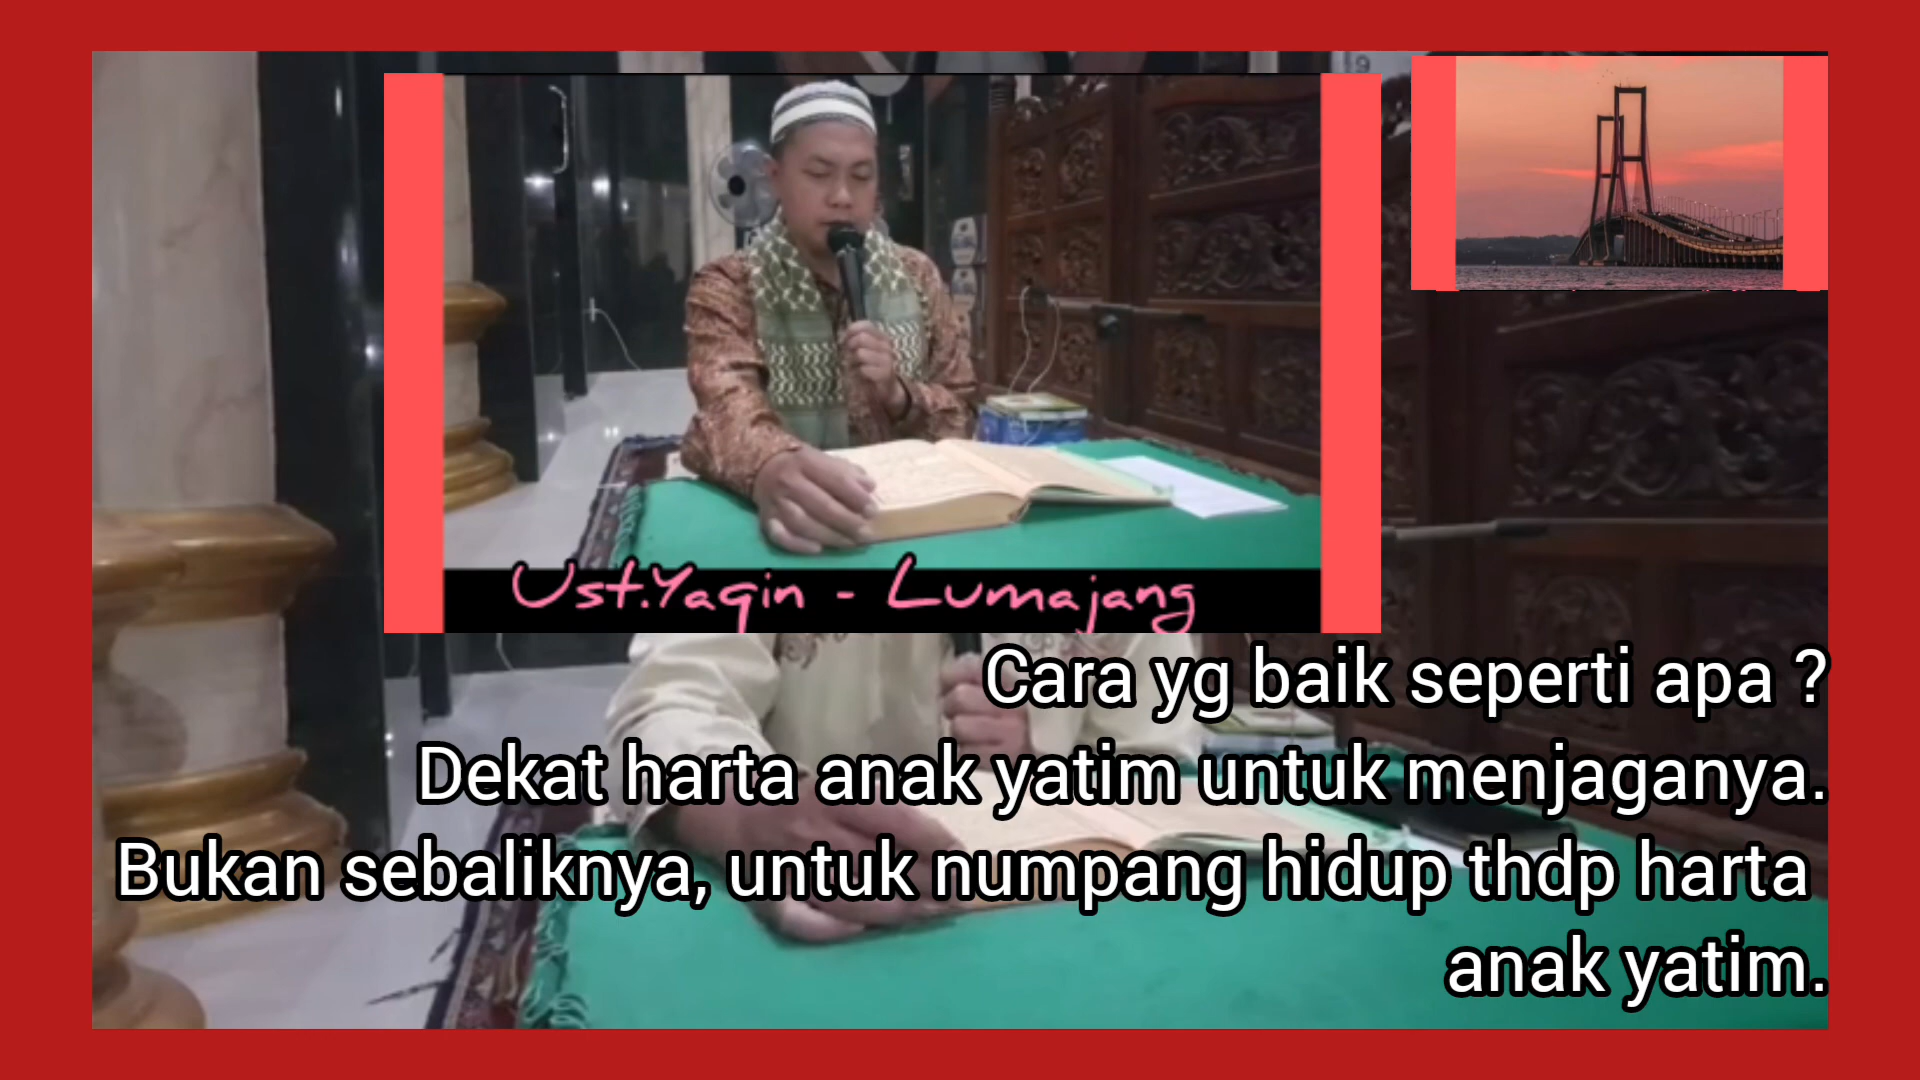 Ust.Yaqin - Lumajang
Cara yg baik seperti apa ?
Dekat harta anak yatim untuk menjaganya.
Bukan sebaliknya, untuk numpang hidup thdp harta
anak yatim.